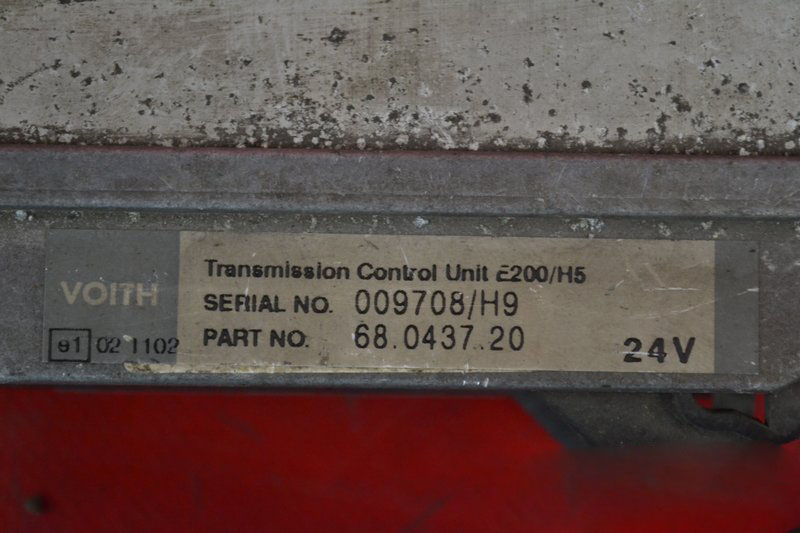 VOITH
e1 02 1102
Transmission Control Unit E200/H5
SERIAL NO. 009708/H9
PART NO. 68.0437.20
24V